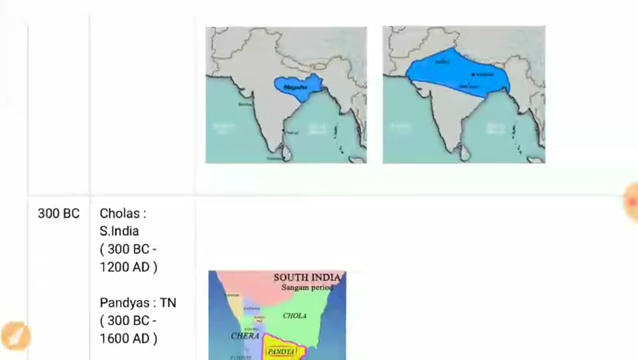 Magadha
300 BC
Cholas :
S.India
( 300 BC -
1200 AD )
Pandyas : TN
( 300 BC -
1600 AD )
SOUTH INDIA
Sangam period
CHOLA
CHERA
PANDYA